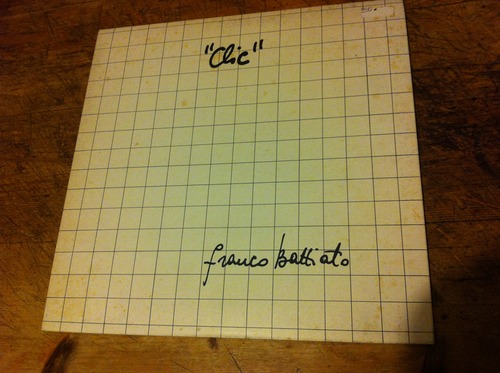 "Clic"
franco Battiato